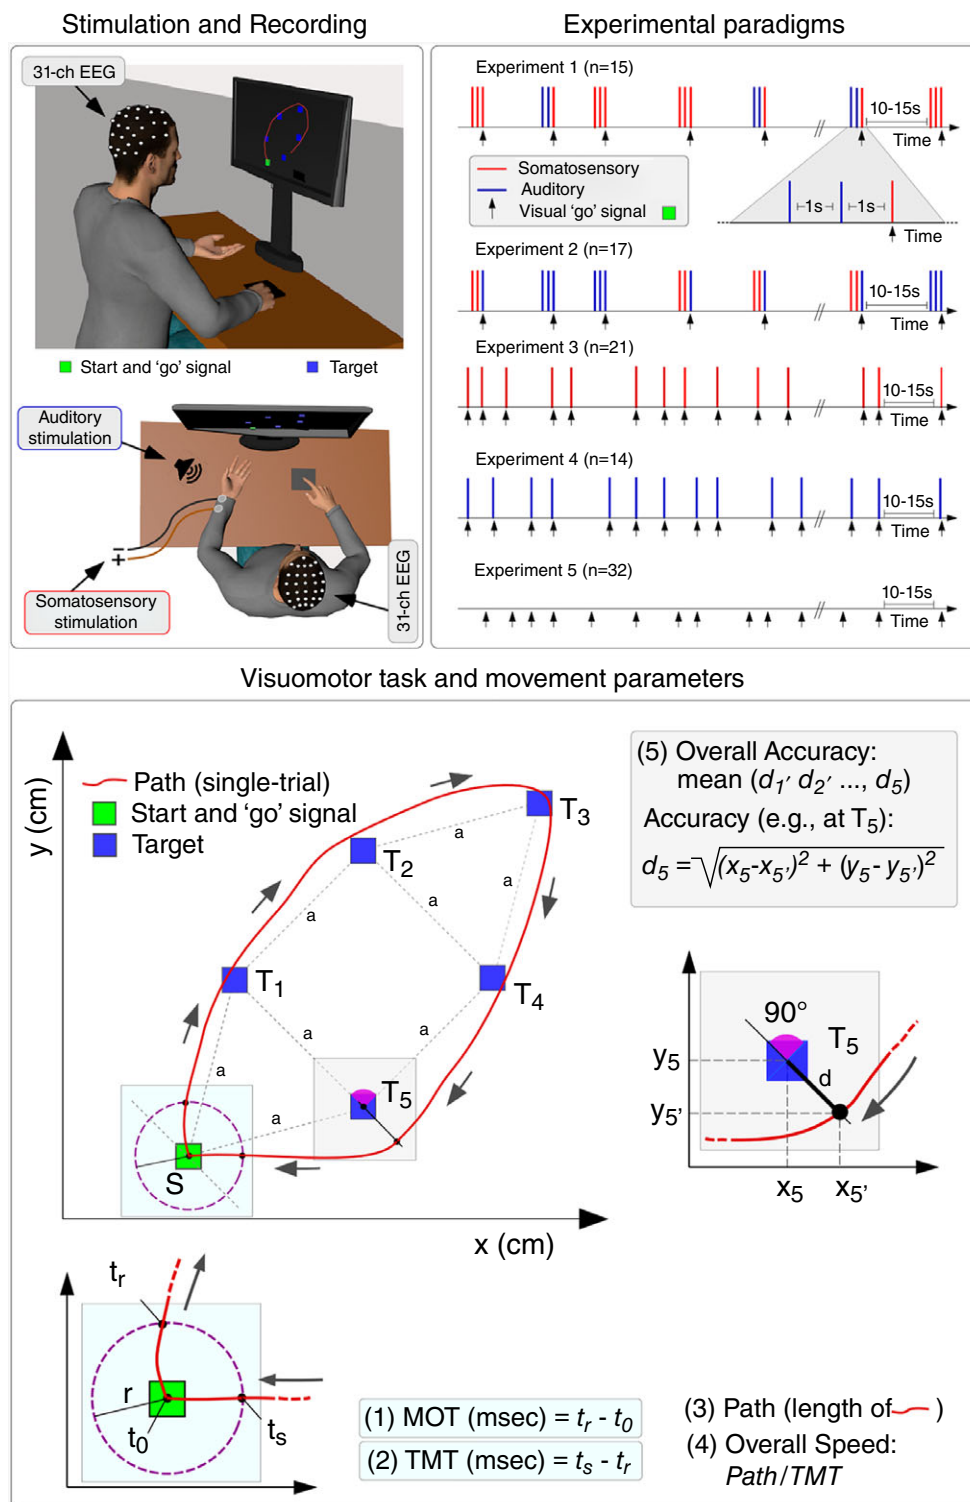 Stimulation and Recording
31-ch EEG
Start and ‘go’ signal
Target
Auditory
stimulation
−
+
Somatosensory
stimulation
31-ch EEG
Experimental paradigms
Experiment 1 (n=15)
10-15s
Time
Somatosensory
Auditory
Visual ‘go’ signal
1s
1s
Time
Experiment 2 (n=17)
10-15s
Time
Experiment 3 (n=21)
10-15s
Time
Experiment 4 (n=14)
10-15s
Time
Experiment 5 (n=32)
10-15s
Time
Visuomotor task and movement parameters
y (cm)
Path (single-trial)
Start and ‘go’ signal
Target
T3
a
T2
a
a
a
T1
T4
a
a
a
T5
a
S
x (cm)
(5) Overall Accuracy:
mean (d1′ d2′ ..., d5)
Accuracy (e.g., at T5):
d5 = √(x5-x5′)2 + (y5- y5′)2
90°
T5
y5
d
y5′
x5
x5′
tr
r
t0
ts
(1) MOT (msec) = tr - t0
(2) TMT (msec) = ts - tr
(3) Path (length of )
(4) Overall Speed:
Path/TMT